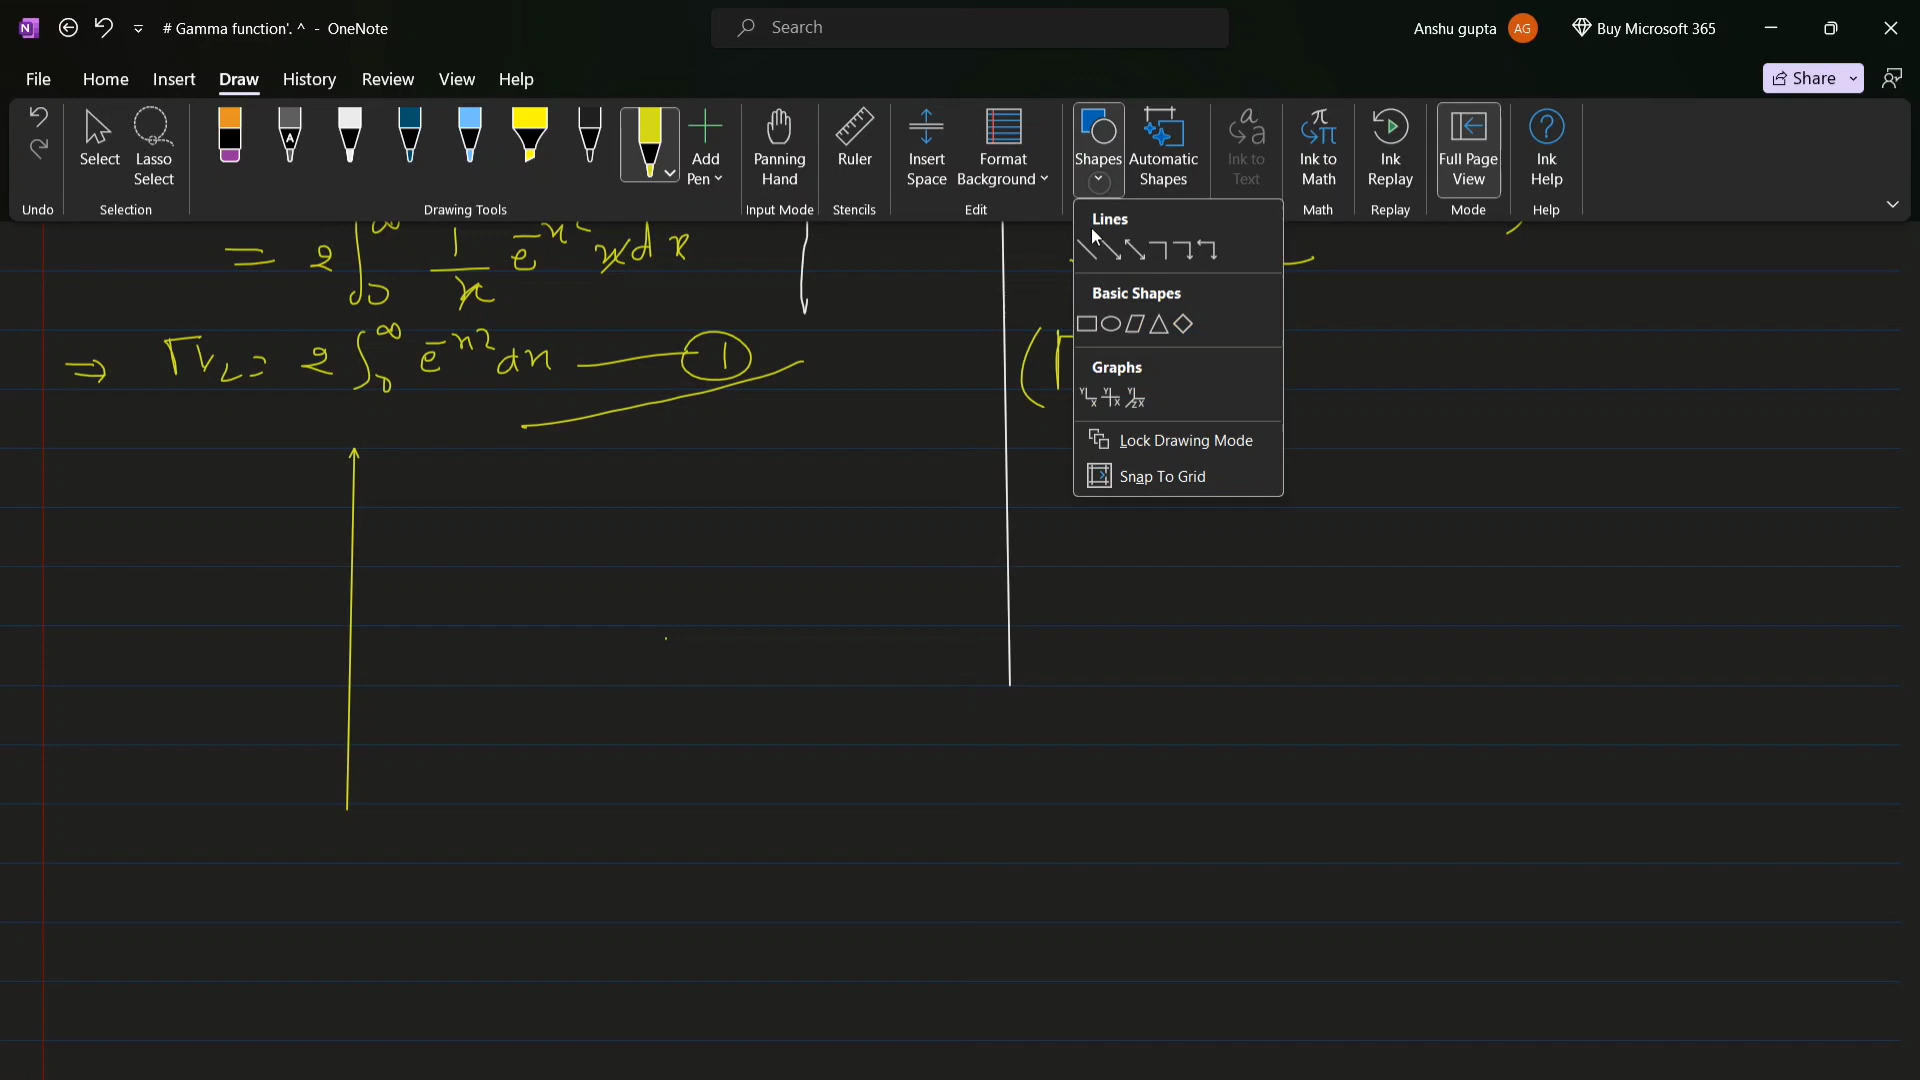 # Gamma function'. ^ - OneNote
Search
Anshu gupta AG
Buy Microsoft 365
File Home Insert Draw History Review View Help
Share
Select
Lasso Select
Add Pen
Panning Hand
Ruler
Insert Space
Format Background
Shapes
Automatic Shapes
Ink to Text
Ink to Math
Ink Replay
Full Page View
Ink Help
Undo Selection Drawing Tools Input Mode Stencils Edit Math Replay Mode Help
Lines
Basic Shapes
Graphs
Lock Drawing Mode
Snap To Grid
= 2 ∫₀^∞ 1/x e^-x² x dx
⇒ Γ1/2 = 2 ∫₀^∞ e^-x² dx — ①
(Γ